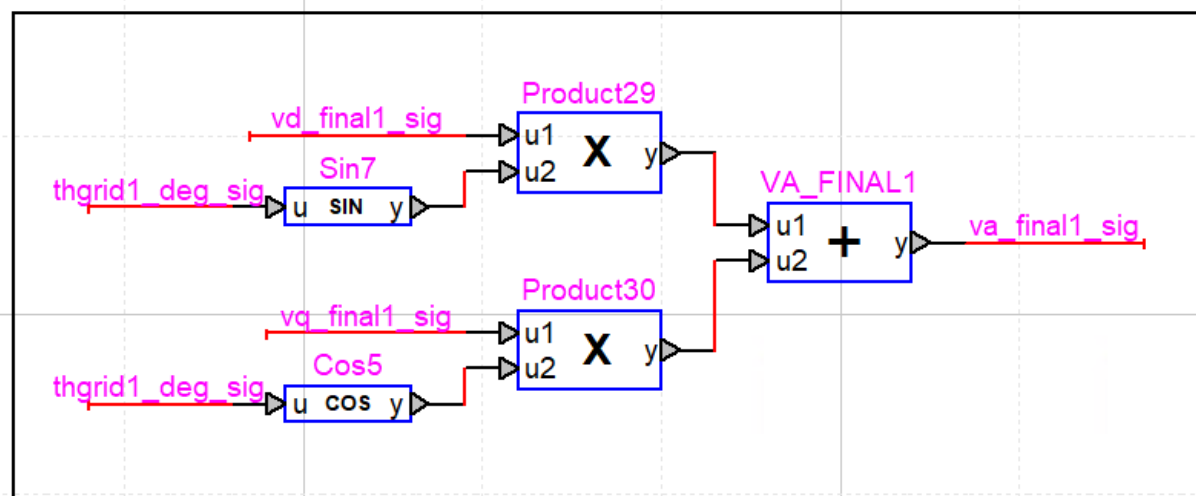 Product29
vd_final1_sig
u1
X
y
u2
Sin7
thgrid1_deg_sig
u
SIN
y
VA_FINAL1
u1
+
y
va_final1_sig
u2
Product30
vq_final1_sig
u1
X
y
u2
Cos5
thgrid1_deg_sig
u
COS
y